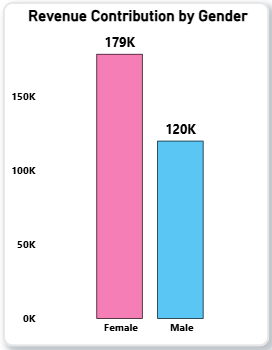 Revenue Contribution by Gender
179K
120K
150K
100K
50K
0K
Female Male